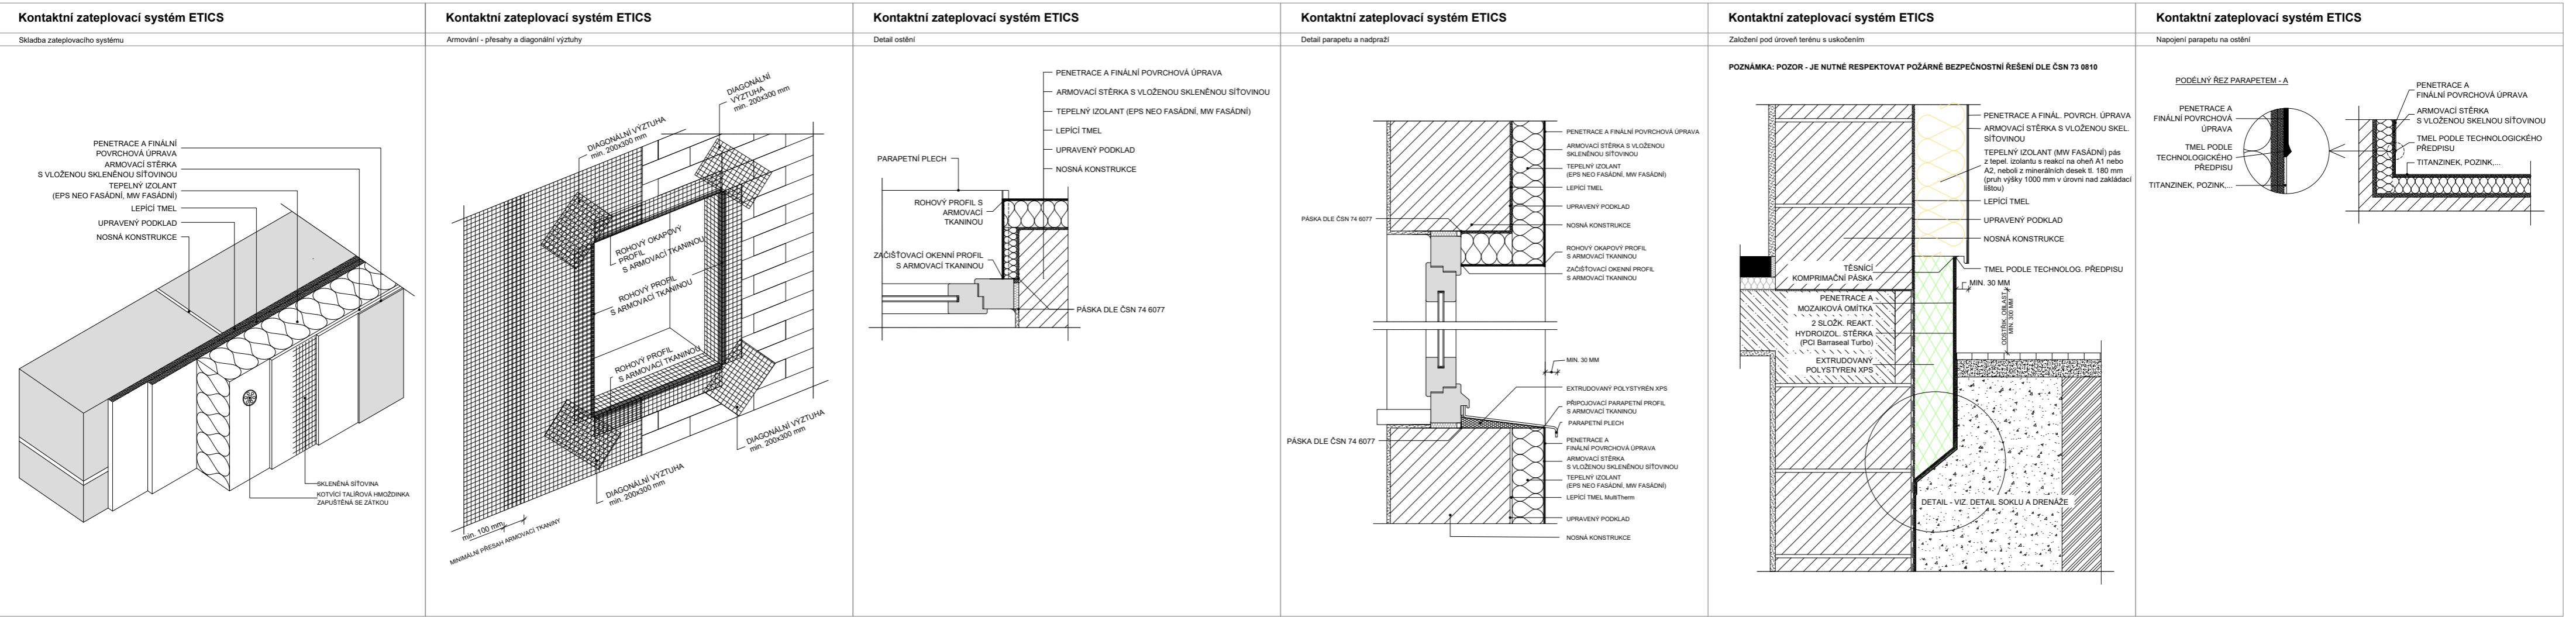 Kontaktní zateplovací systém ETICS
Skladba zateplovacího systému
PENETRACE A FINÁLNÍ
POVRCHOVÁ ÚPRAVA
ARMOVACÍ STĚRKA
S VLOŽENOU SKLENĚNOU SÍŤOVINOU
TEPELNÝ IZOLANT
(EPS NEO FASÁDNÍ, MW FASÁDNÍ)
LEPÍCÍ TMEL
UPRAVENÝ PODKLAD
NOSNÁ KONSTRUKCE
SKLENĚNÁ SÍŤOVINA
KOTVÍCÍ TALÍŘOVÁ HMOŽDINKA
ZAPUŠTĚNÁ SE ZÁTKOU
Kontaktní zateplovací systém ETICS
Armování - přesahy a diagonální výztuhy
DIAGONÁLNÍ
VÝZTUHA
min. 200x300 mm
DIAGONÁLNÍ VÝZTUHA
min. 200x300 mm
ROHOVÝ OKAPOVÝ
PROFIL
S ARMOVACÍ TKANINOU
ROHOVÝ PROFIL
S ARMOVACÍ TKANINOU
ROHOVÝ PROFIL
S ARMOVACÍ TKANINOU
DIAGONÁLNÍ VÝZTUHA
min. 200x300 mm
DIAGONÁLNÍ VÝZTUHA
min. 200x300 mm
min. 100 mm
MINIMÁLNÍ PŘESAH ARMOVACÍ TKANINY
Kontaktní zateplovací systém ETICS
Detail ostění
PENETRACE A FINÁLNÍ POVRCHOVÁ ÚPRAVA
ARMOVACÍ STĚRKA S VLOŽENOU SKLENĚNOU SÍŤOVINOU
TEPELNÝ IZOLANT (EPS NEO FASÁDNÍ, MW FASÁDNÍ)
LEPÍCÍ TMEL
UPRAVENÝ PODKLAD
NOSNÁ KONSTRUKCE
PARAPETNÍ PLECH
ROHOVÝ PROFIL S
ARMOVACÍ
TKANINOU
ZAČIŠŤOVACÍ OKENNÍ PROFIL
S ARMOVACÍ TKANINOU
PÁSKA DLE ČSN 74 6077
Kontaktní zateplovací systém ETICS
Detail parapetu a nadpraží
PENETRACE A FINÁLNÍ POVRCHOVÁ ÚPRAVA
ARMOVACÍ STĚRKA S VLOŽENOU
SKLENĚNOU SÍŤOVINOU
TEPELNÝ IZOLANT
(EPS NEO FASÁDNÍ, MW FASÁDNÍ)
LEPÍCÍ TMEL
UPRAVENÝ PODKLAD
PÁSKA DLE ČSN 74 6077
NOSNÁ KONSTRUKCE
ROHOVÝ OKAPOVÝ PROFIL
S ARMOVACÍ TKANINOU
ZAČIŠŤOVACÍ OKENNÍ PROFIL
S ARMOVACÍ TKANINOU
MIN. 30 MM
EXTRUDOVANÝ POLYSTYRÉN XPS
PŘIPOJOVACÍ PARAPETNÍ PROFIL
S ARMOVACÍ TKANINOU
PARAPETNÍ PLECH
PÁSKA DLE ČSN 74 6077
PENETRACE A
FINÁLNÍ POVRCHOVÁ ÚPRAVA
ARMOVACÍ STĚRKA
S VLOŽENOU SKLENĚNOU SÍŤOVINOU
TEPELNÝ IZOLANT
(EPS NEO FASÁDNÍ, MW FASÁDNÍ)
LEPÍCÍ TMEL MultiTherm
UPRAVENÝ PODKLAD
NOSNÁ KONSTRUKCE
Kontaktní zateplovací systém ETICS
Založení pod úroveň terénu s uskočením
POZNÁMKA: POZOR - JE NUTNÉ RESPEKTOVAT POŽÁRNĚ BEZPEČNOSTNÍ ŘEŠENÍ DLE ČSN 73 0810
PENETRACE A FINÁL. POVRCH. ÚPRAVA
ARMOVACÍ STĚRKA S VLOŽENOU SKEL.
SÍŤOVINOU
TEPELNÝ IZOLANT (MW FASÁDNÍ) pás
z tepel. izolantu s reakcí na oheň A1 nebo
A2, neboli z minerálních desek tl. 180 mm
(pruh výšky 1000 mm v úrovni nad zakládací
lištou)
LEPÍCÍ TMEL
UPRAVENÝ PODKLAD
NOSNÁ KONSTRUKCE
TĚSNÍCÍ
KOMPRIMAČNÍ PÁSKA
TMEL PODLE TECHNOLOG. PŘEDPISU
MIN. 30 MM
PENETRACE A
MOZAIKOVÁ OMÍTKA
ODSTŘIK. OBLAST
MIN. 300 MM
2 SLOŽK. REAKT.
HYDROIZOL. STĚRKA
(PCI Barraseal Turbo)
EXTRUDOVANÝ
POLYSTYREN XPS
DETAIL - VIZ. DETAIL SOKLU A DRENÁŽE
Kontaktní zateplovací systém ETICS
Napojení parapetu na ostění
PODÉLNÝ ŘEZ PARAPETEM - A
PENETRACE A
FINÁLNÍ POVRCHOVÁ
ÚPRAVA
TMEL PODLE
TECHNOLOGICKÉHO
PŘEDPISU
TITANZINEK, POZINK,...
PENETRACE A
FINÁLNÍ POVRCHOVÁ ÚPRAVA
ARMOVACÍ STĚRKA
S VLOŽENOU SKELNOU SÍŤOVINOU
TMEL PODLE TECHNOLOGICKÉHO
PŘEDPISU
TITANZINEK, POZINK,...